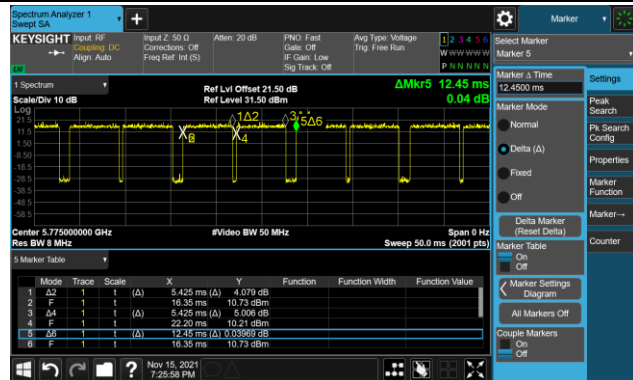 Spectrum Analyzer 1
Swept SA
+
Marker
KEYSIGHT
Input: RF
Coupling: DC
Align: Auto
Input Z: 50 Ω
Corrections: Off
Freq Ref: Int (S)
Atten: 20 dB
PNO: Fast
Gate: Off
IF Gain: Low
Sig Track: Off
Avg Type: Voltage
Trig: Free Run
1 2 3 4 5 6
W W W W W W
P N N N N N
LNI
Select Marker
Marker 5
1 Spectrum
Scale/Div 10 dB
Log
Ref Lvl Offset 21.50 dB
Ref Level 31.50 dBm
ΔMkr5 12.45 ms
0.04 dB
21.5
11.5
1.50
-8.50
-18.5
-28.5
-38.5
-48.5
-58.5
1Δ2
5Δ6
4
Center 5.775000000 GHz
Res BW 8 MHz
#Video BW 50 MHz
Span 0 Hz
Sweep 50.0 ms (2001 pts)
5 Marker Table
Mode Trace Scale X Y Function Function Width Function Value
1 Δ2 1 t (Δ) 5.425 ms (Δ) 4.079 dB
2 F 1 t 16.35 ms 10.73 dBm
3 Δ4 1 t (Δ) 5.425 ms (Δ) 5.006 dB
4 F 1 t 22.20 ms 10.21 dBm
5 Δ6 1 t (Δ) 12.45 ms (Δ) 0.03969 dB
6 F 1 t 16.35 ms 10.73 dBm
Marker Δ Time
12.4500 ms
Marker Mode
Normal
Delta (Δ)
Fixed
Off
Delta Marker
(Reset Delta)
Marker Table
On
Off
Marker Settings
Diagram
All Markers Off
Couple Markers
On
Off
Settings
Peak
Search
Pk Search
Config
Properties
Marker
Function
Marker→
Counter
?
Nov 15, 2021
7:25:58 PM